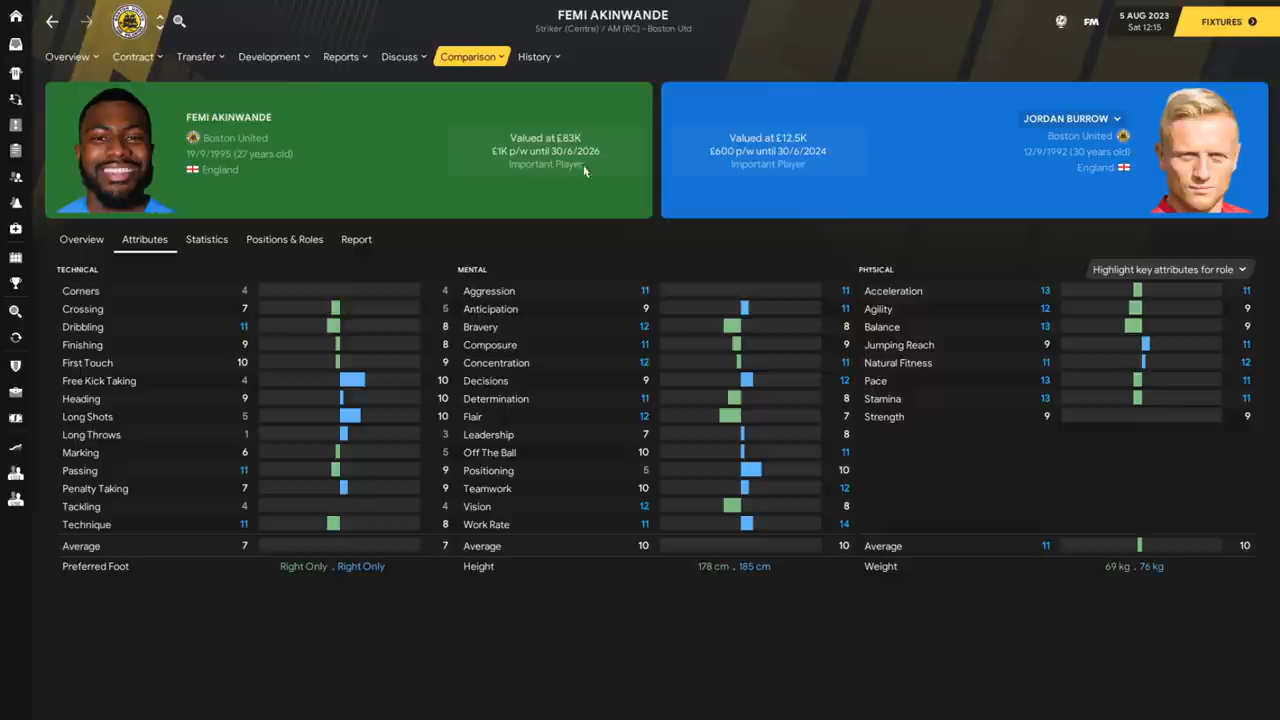 FEMI AKINWANDE
Striker (Centre) / AM (RC) - Boston Utd
FM
5 AUG 2023
Sat 12:15
FIXTURES
Overview Contract Transfer Development Reports Discuss Comparison History
FEMI AKINWANDE
Boston United
19/9/1995 (27 years old)
England
Valued at £83K
£1K p/w until 30/6/2026
Important Player
Valued at £12.5K
£600 p/w until 30/6/2024
Important Player
JORDAN BURROW
Boston United
12/9/1992 (30 years old)
England
Overview Attributes Statistics Positions & Roles Report
Highlight key attributes for role
TECHNICAL
Corners 4 4
Crossing 7 5
Dribbling 11 8
Finishing 9 8
First Touch 10 9
Free Kick Taking 4 10
Heading 9 10
Long Shots 5 10
Long Throws 1 3
Marking 6 5
Passing 11 9
Penalty Taking 7 9
Tackling 4 4
Technique 11 8
Average 7 7
Preferred Foot Right Only . Right Only
MENTAL
Aggression 11 11
Anticipation 9 11
Bravery 12 8
Composure 11 9
Concentration 12 11
Decisions 9 12
Determination 11 8
Flair 12 7
Leadership 7 8
Off The Ball 10 11
Positioning 5 10
Teamwork 10 12
Vision 12 8
Work Rate 11 14
Average 10 10
Height 178 cm . 185 cm
PHYSICAL
Acceleration 13 11
Agility 12 9
Balance 13 9
Jumping Reach 9 11
Natural Fitness 11 12
Pace 13 11
Stamina 13 11
Strength 9 9
Average 11 10
Weight 69 kg . 76 kg